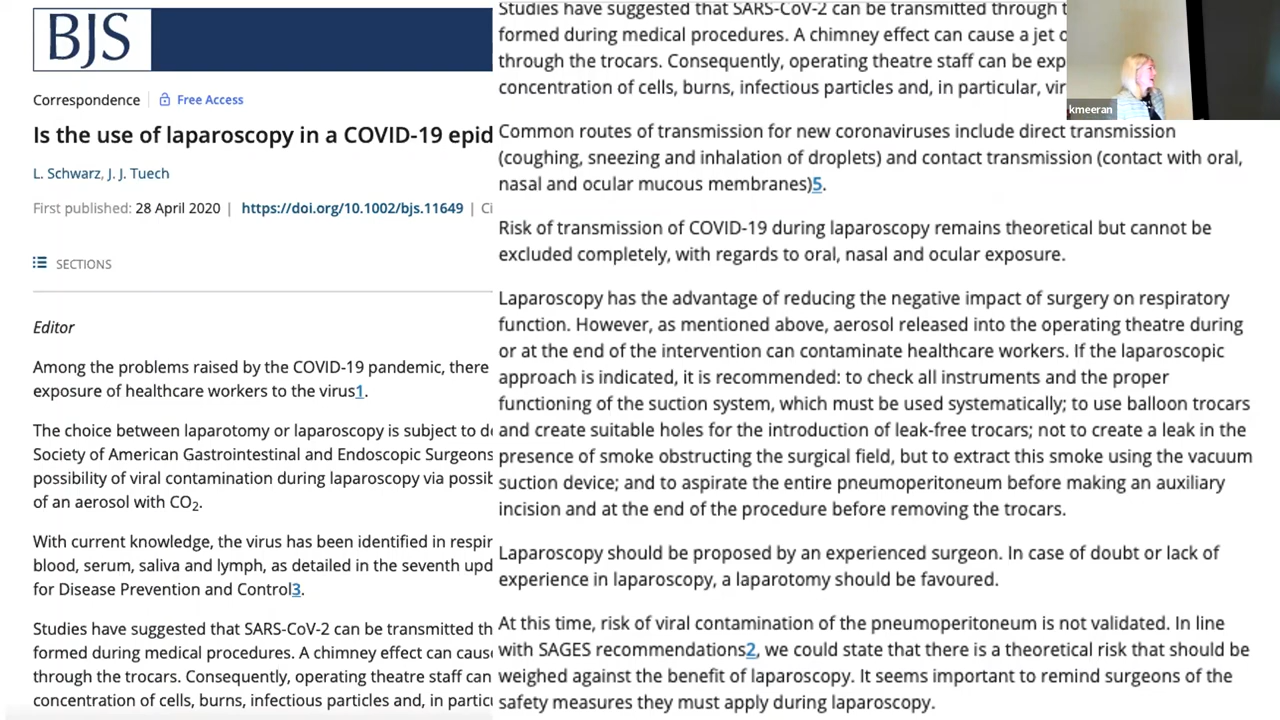 BJS
Correspondence
Free Access
Is the use of laparoscopy in a COVID-19 epid
L. Schwarz, J. J. Tuech
First published: 28 April 2020 | https://doi.org/10.1002/bjs.11649 | Ci
SECTIONS
Editor
Among the problems raised by the COVID-19 pandemic, there
exposure of healthcare workers to the virus1.
The choice between laparotomy or laparoscopy is subject to de
Society of American Gastrointestinal and Endoscopic Surgeons
possibility of viral contamination during laparoscopy via possib
of an aerosol with CO2.
With current knowledge, the virus has been identified in respir
blood, serum, saliva and lymph, as detailed in the seventh upd
for Disease Prevention and Control3.
Studies have suggested that SARS-CoV-2 can be transmitted th
formed during medical procedures. A chimney effect can cause
through the trocars. Consequently, operating theatre staff can
concentration of cells, burns, infectious particles and, in partic
Studies have suggested that SARS-CoV-2 can be transmitted through t
formed during medical procedures. A chimney effect can cause a jet o
through the trocars. Consequently, operating theatre staff can be exp
concentration of cells, burns, infectious particles and, in particular, vir
Common routes of transmission for new coronaviruses include direct transmission
(coughing, sneezing and inhalation of droplets) and contact transmission (contact with oral,
nasal and ocular mucous membranes)5.
Risk of transmission of COVID-19 during laparoscopy remains theoretical but cannot be
excluded completely, with regards to oral, nasal and ocular exposure.
Laparoscopy has the advantage of reducing the negative impact of surgery on respiratory
function. However, as mentioned above, aerosol released into the operating theatre during
or at the end of the intervention can contaminate healthcare workers. If the laparoscopic
approach is indicated, it is recommended: to check all instruments and the proper
functioning of the suction system, which must be used systematically; to use balloon trocars
and create suitable holes for the introduction of leak-free trocars; not to create a leak in the
presence of smoke obstructing the surgical field, but to extract this smoke using the vacuum
suction device; and to aspirate the entire pneumoperitoneum before making an auxiliary
incision and at the end of the procedure before removing the trocars.
Laparoscopy should be proposed by an experienced surgeon. In case of doubt or lack of
experience in laparoscopy, a laparotomy should be favoured.
At this time, risk of viral contamination of the pneumoperitoneum is not validated. In line
with SAGES recommendations2, we could state that there is a theoretical risk that should be
weighed against the benefit of laparoscopy. It seems important to remind surgeons of the
safety measures they must apply during laparoscopy.
kmeeran